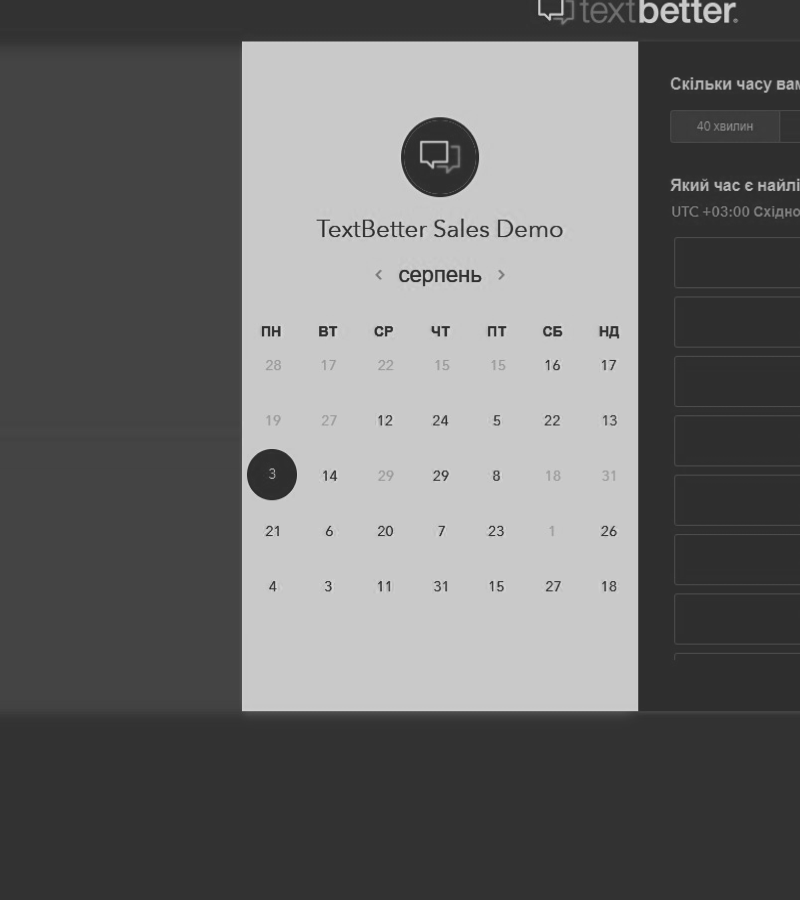 textbetter.
TextBetter Sales Demo
серпень
ПН ВТ СР ЧТ ПТ СБ НД
28 17 22 15 15 16 17
19 27 12 24 5 22 13
3 14 29 29 8 18 31
21 6 20 7 23 1 26
4 3 11 31 15 27 18
Скільки часу вам
40 хвилин
Який час є найлі
UTC +03:00 Східно